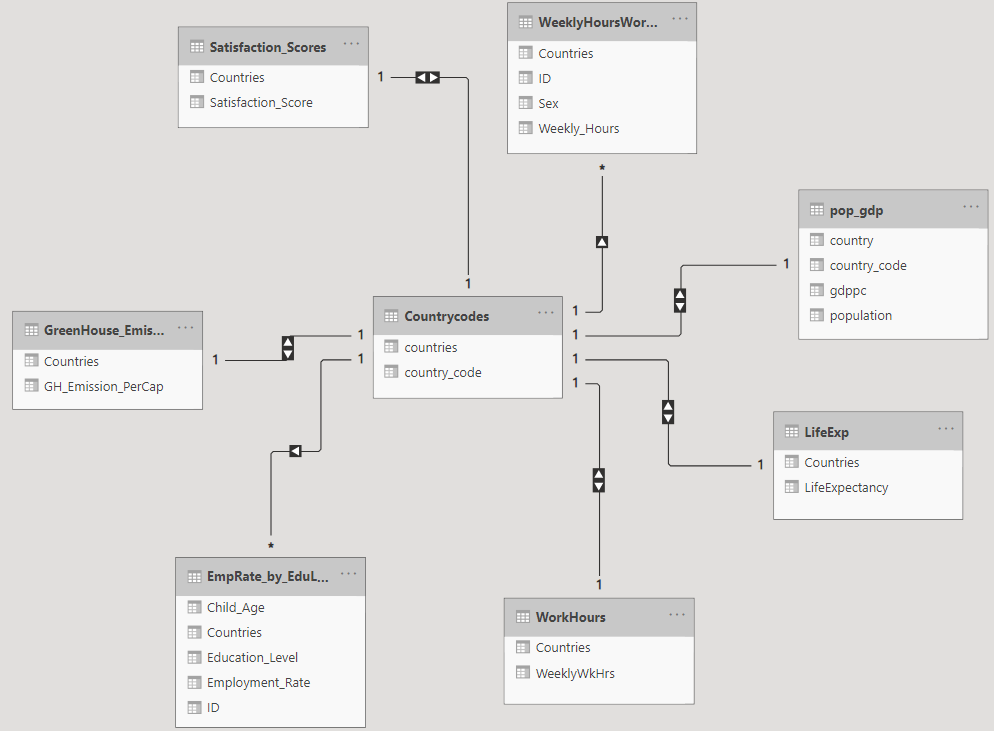 Satisfaction_Scores ...
Countries
Satisfaction_Score
1
1
WeeklyHoursWor... ...
Countries
ID
Sex
Weekly_Hours
*
pop_gdp ...
country
country_code
gdppc
population
1
GreenHouse_Emis... ...
Countries
GH_Emission_PerCap
1
1
1
Countrycodes ...
countries
country_code
1
1
1
1
LifeExp ...
Countries
LifeExpectancy
1
*
EmpRate_by_EduL... ...
Child_Age
Countries
Education_Level
Employment_Rate
ID
1
WorkHours ...
Countries
WeeklyWkHrs